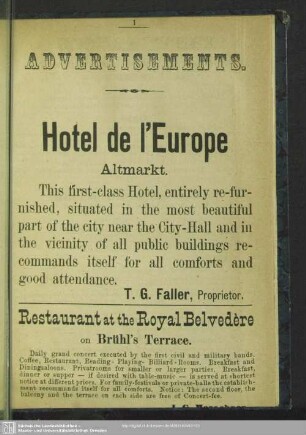 1
ADVERTISEMENTS.
Hotel de l'Europe
Altmarkt.
This first-class Hotel, entirely re-fur-
nished, situated in the most beautiful
part of the city near the City-Hall and in
the vicinity of all public buildings re-
commands itself for all comforts and
good attendance.
T. G. Faller, Proprietor.
Restaurant at the Royal Belvedère
on Brühl's Terrace.
Daily grand concert executed by the first civil and military bands.
Coffee, Restaurant, Reading- Playing- Billiard-Rooms. Breakfast and
Diningsaloons. Privatrooms for smaller or larger parties. Breakfast,
dinner or supper — if desired with table-music — is served at shortest
notice at different prices. For family-festivals or private-balls the establish-
ment recommends itself for all comforts. Notice: The second floor, the
balcony and the terrace on each side are free of Concert-fee.